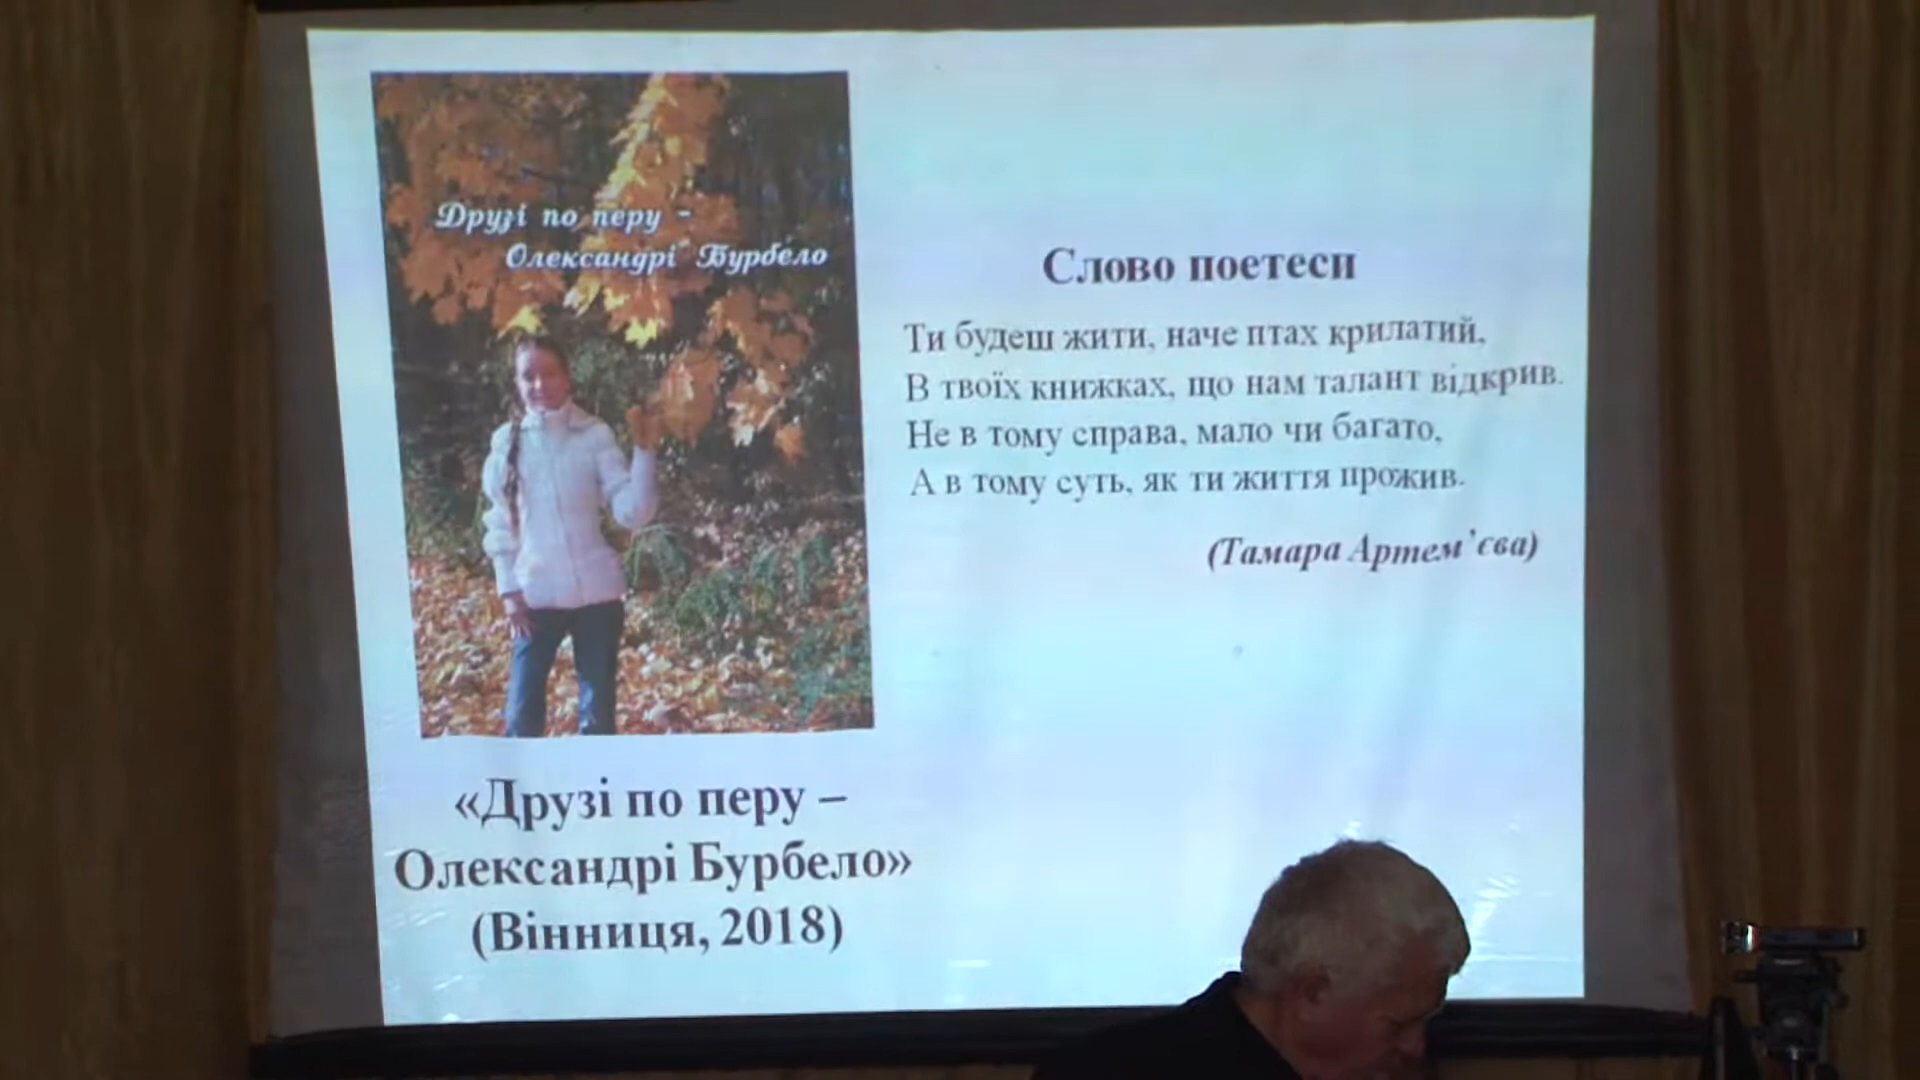 Друзі по перу -
Олександрі Бурбело
«Друзі по перу –
Олександрі Бурбело»
(Вінниця, 2018)
Слово поетеси
Ти будеш жити, наче птах крилатий,
В твоїх книжках, що нам талант відкрив.
Не в тому справа, мало чи багато,
А в тому суть, як ти життя прожив.
(Тамара Артем’єва)